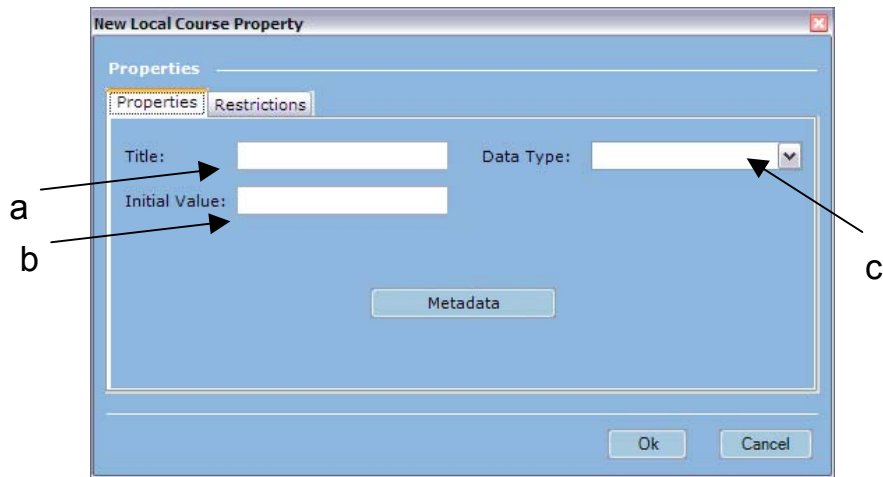 New Local Course Property
Properties
Properties Restrictions
Title: Data Type:
a
Initial Value:
b
c
Metadata
Ok Cancel